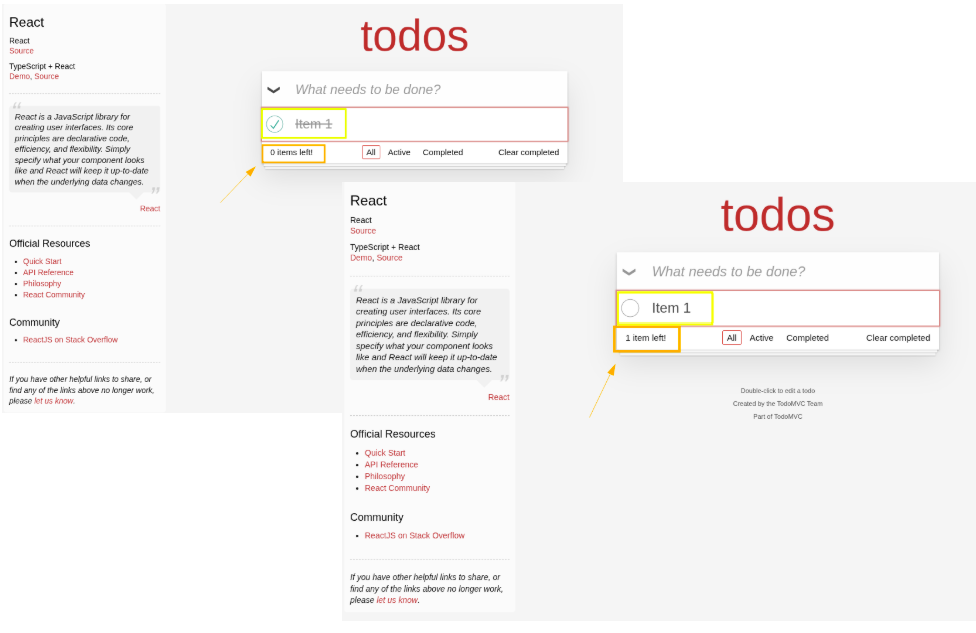 React
React
Source
TypeScript + React
Demo, Source
“
React is a JavaScript library for
creating user interfaces. Its core
principles are declarative code,
efficiency, and flexibility. Simply
specify what your component looks
like and React will keep it up-to-date
when the underlying data changes.
”
React
Official Resources
• Quick Start
• API Reference
• Philosophy
• React Community
Community
• ReactJS on Stack Overflow
If you have other helpful links to share, or
find any of the links above no longer work,
please let us know.
todos
What needs to be done?
Item 1
0 items left! All Active Completed Clear completed
React
React
Source
TypeScript + React
Demo, Source
“
React is a JavaScript library for
creating user interfaces. Its core
principles are declarative code,
efficiency, and flexibility. Simply
specify what your component looks
like and React will keep it up-to-date
when the underlying data changes.
”
React
Official Resources
• Quick Start
• API Reference
• Philosophy
• React Community
Community
• ReactJS on Stack Overflow
If you have other helpful links to share, or
find any of the links above no longer work,
please let us know.
todos
What needs to be done?
Item 1
1 item left! All Active Completed Clear completed
Double-click to edit a todo
Created by the TodoMVC Team
Part of TodoMVC